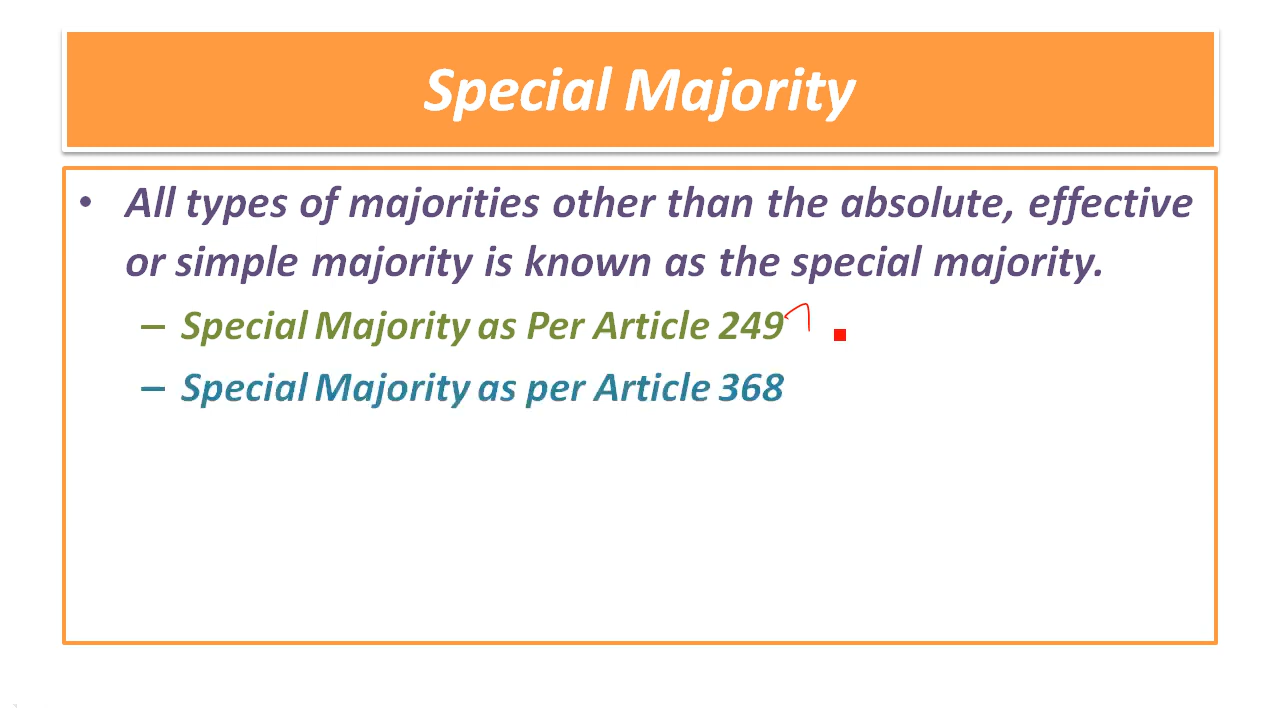 Special Majority
• All types of majorities other than the absolute, effective
or simple majority is known as the special majority.
– Special Majority as Per Article 249
– Special Majority as per Article 368